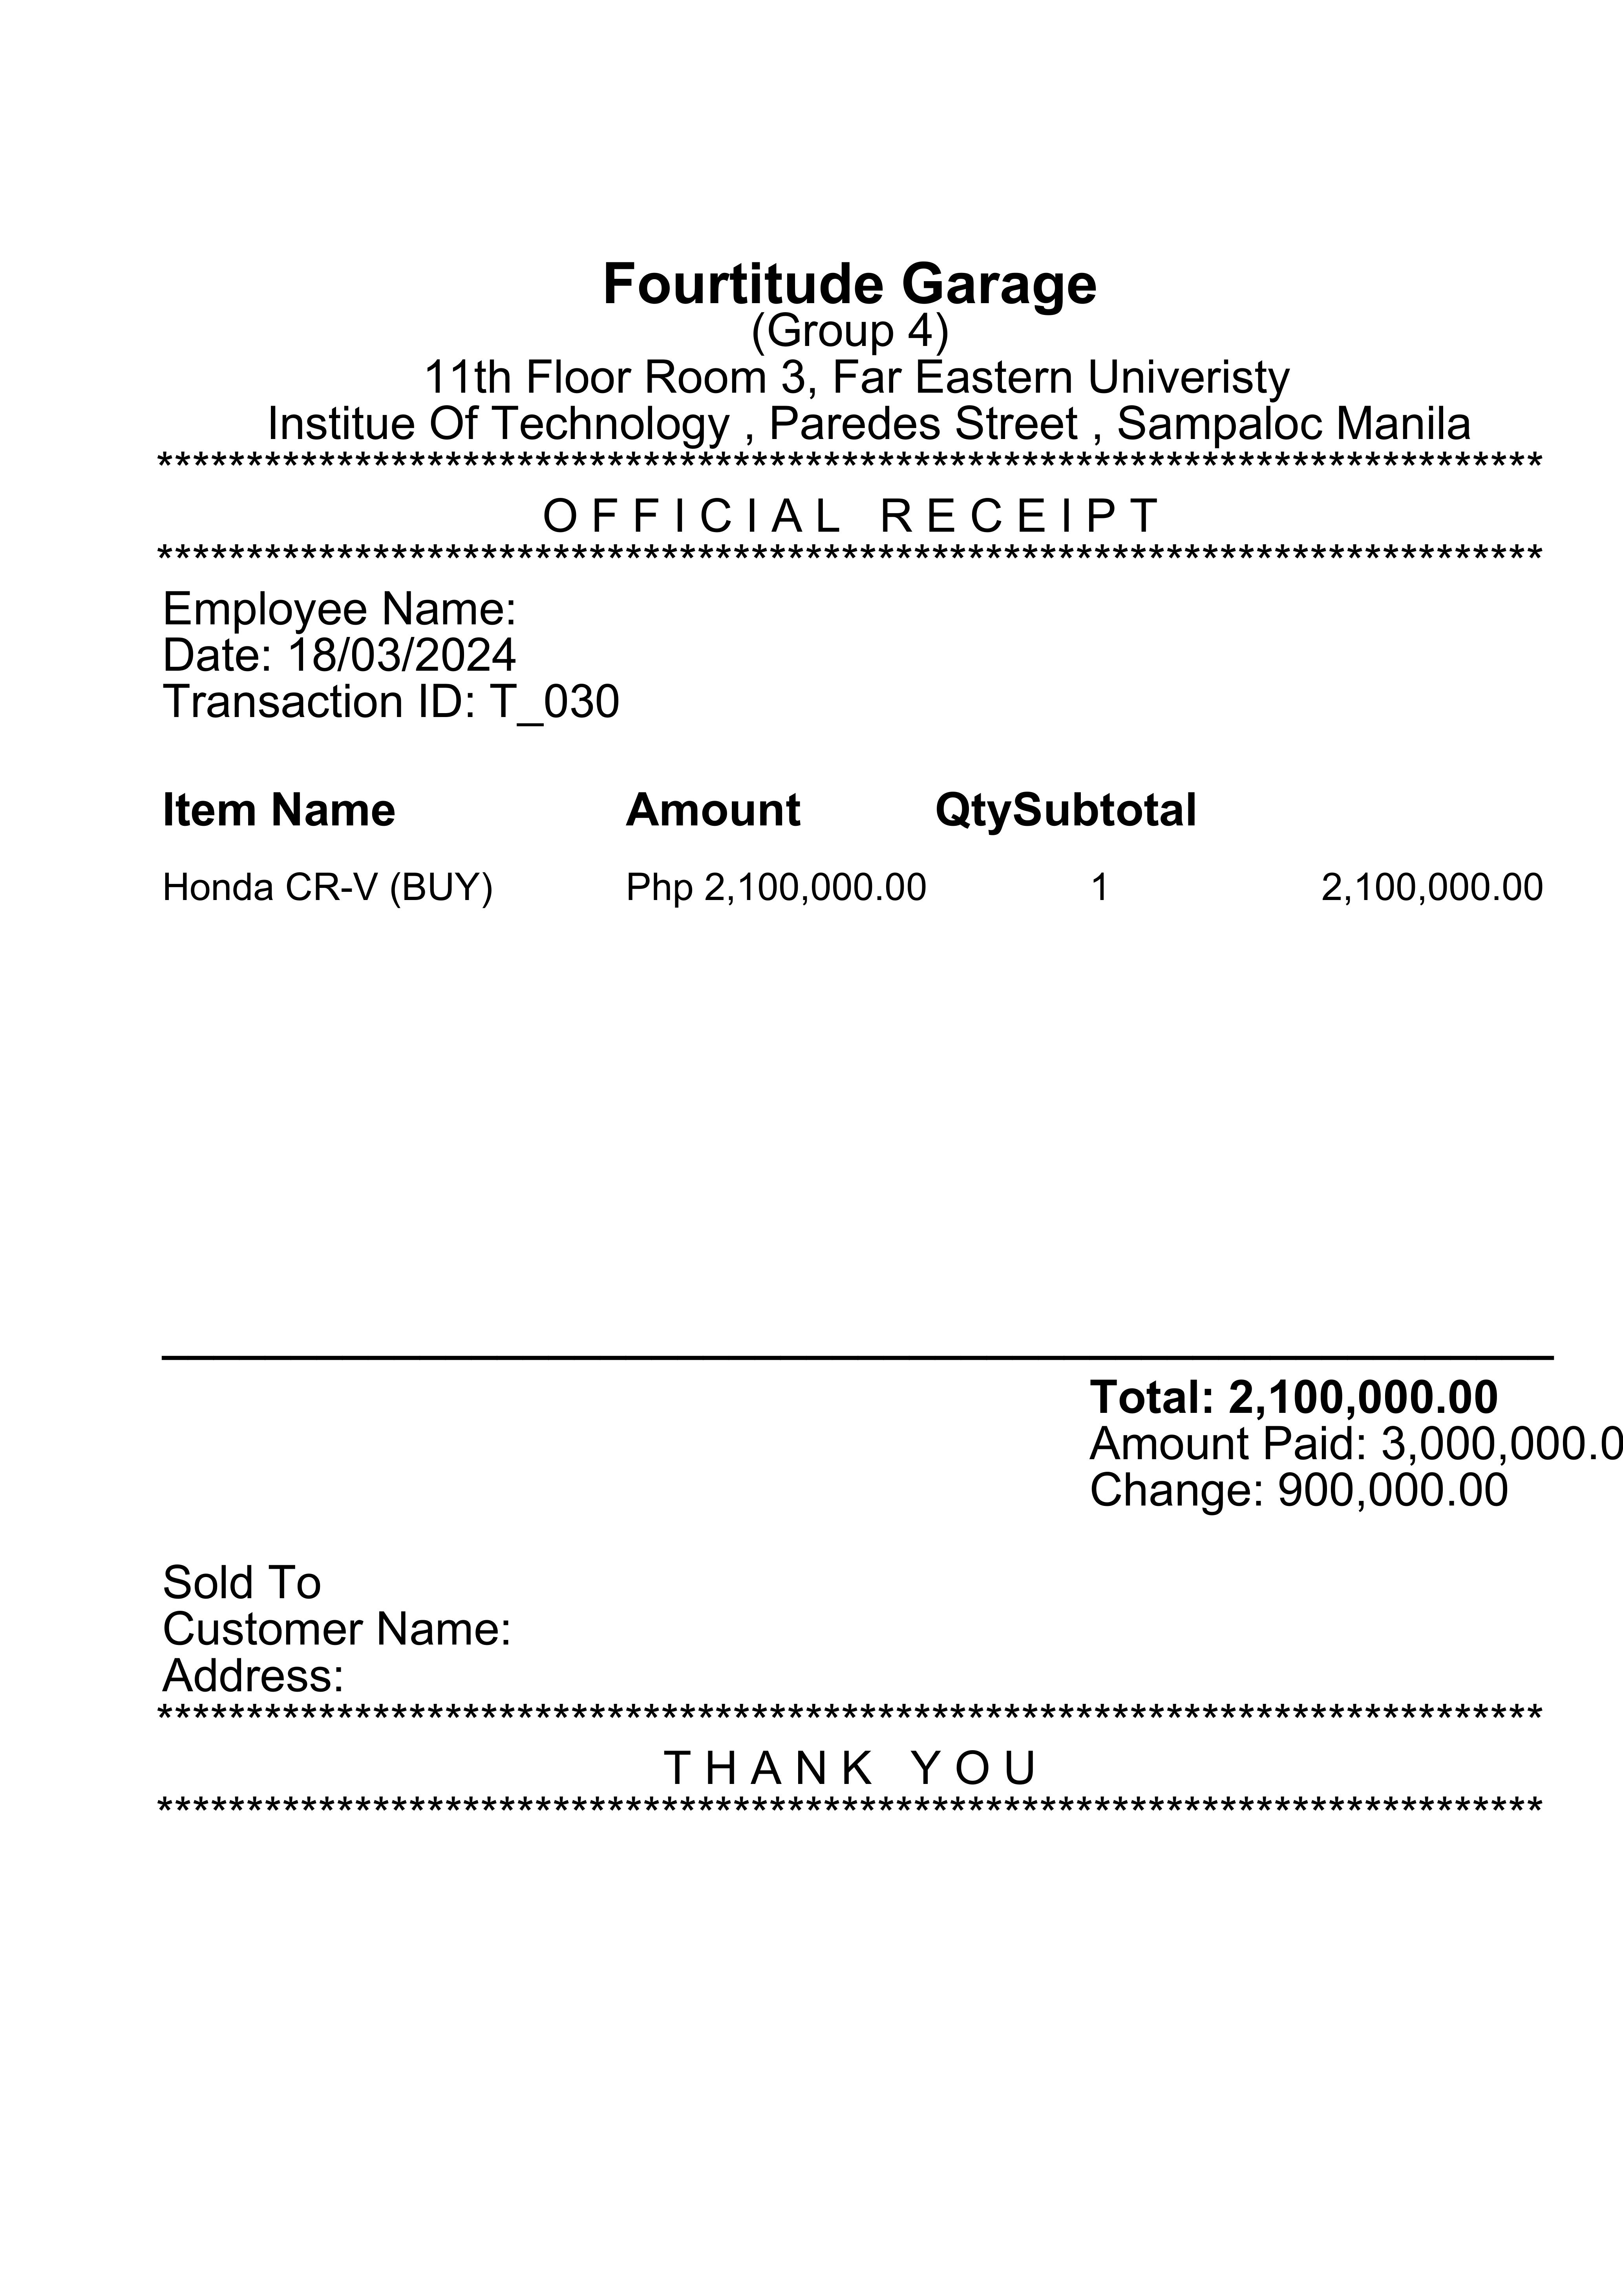 Fourtitude Garage
(Group 4)
11th Floor Room 3, Far Eastern Univeristy
Institue Of Technology , Paredes Street , Sampaloc Manila
*****************************************************************************
O F F I C I A L   R E C E I P T
*****************************************************************************
Employee Name:
Date: 18/03/2024
Transaction ID: T_030
Item Name Amount QtySubtotal
Honda CR-V (BUY) Php 2,100,000.00 1 2,100,000.00
Total: 2,100,000.00
Amount Paid: 3,000,000.0
Change: 900,000.00
Sold To
Customer Name:
Address:
*****************************************************************************
T H A N K   Y O U
*****************************************************************************